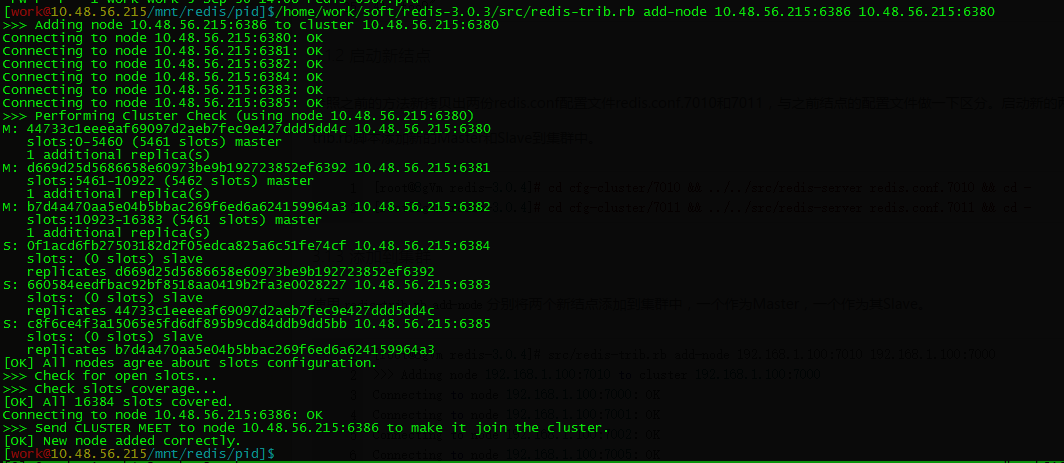 [work@10.48.56.215/mnt/redis/pid]$/home/work/soft/redis-3.0.3/src/redis-trib.rb add-node 10.48.56.215:6386 10.48.56.215:6380
>>> Adding node 10.48.56.215:6386 to cluster 10.48.56.215:6380
Connecting to node 10.48.56.215:6380: OK
Connecting to node 10.48.56.215:6381: OK
Connecting to node 10.48.56.215:6382: OK
Connecting to node 10.48.56.215:6384: OK
Connecting to node 10.48.56.215:6383: OK
Connecting to node 10.48.56.215:6385: OK
>>> Performing Cluster Check (using node 10.48.56.215:6380)
M: 44733c1eeeeaf69097d2aeb7fec9e427ddd5dd4c 10.48.56.215:6380
   slots:0-5460 (5461 slots) master
   1 additional replica(s)
M: d669d25d5686658e60973be9b192723852ef6392 10.48.56.215:6381
   slots:5461-10922 (5462 slots) master
   1 additional replica(s)
M: b7d4a470aa5e04b5bbac269f6ed6a624159964a3 10.48.56.215:6382
   slots:10923-16383 (5461 slots) master
   1 additional replica(s)
S: 0f1acd6fb27503182d2f05edca825a6c51fe74cf 10.48.56.215:6384
   slots: (0 slots) slave
   replicates d669d25d5686658e60973be9b192723852ef6392
S: 660584eedfbac92bf8518aa0419b2fa3e0028227 10.48.56.215:6383
   slots: (0 slots) slave
   replicates 44733c1eeeeaf69097d2aeb7fec9e427ddd5dd4c
S: c8f6ce4f3a15065e5fd6df895b9cd84ddb9dd5bb 10.48.56.215:6385
   slots: (0 slots) slave
   replicates b7d4a470aa5e04b5bbac269f6ed6a624159964a3
[OK] All nodes agree about slots configuration.
>>> Check for open slots...
>>> Check slots coverage...
[OK] All 16384 slots covered.
Connecting to node 10.48.56.215:6386: OK
>>> Send CLUSTER MEET to node 10.48.56.215:6386 to make it join the cluster.
[OK] New node added correctly.
[work@10.48.56.215/mnt/redis/pid]$